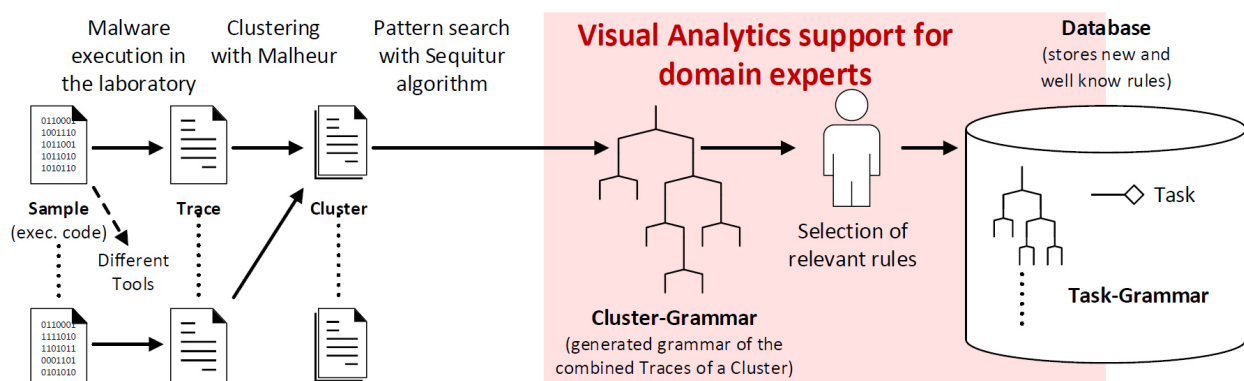 Malware
execution in
the laboratory
Clustering
with Malheur
Pattern search
with Sequitur
algorithm
Visual Analytics support for
domain experts
Database
(stores new and
well know rules)
0110001
1001110
1011001
1011010
1010110
Sample
(exec. code)
Trace
Cluster
Different
Tools
Selection of
relevant rules
Task
Task-Grammar
Cluster-Grammar
(generated grammar of the
combined Traces of a Cluster)
0110001
1111010
1101011
0001101
0101010